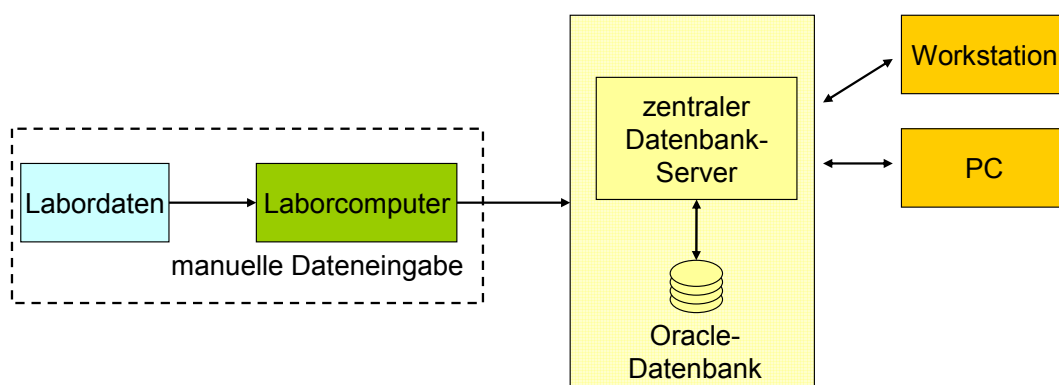 Labordaten
Laborcomputer
manuelle Dateneingabe
zentraler
Datenbank-
Server
Oracle-
Datenbank
Workstation
PC